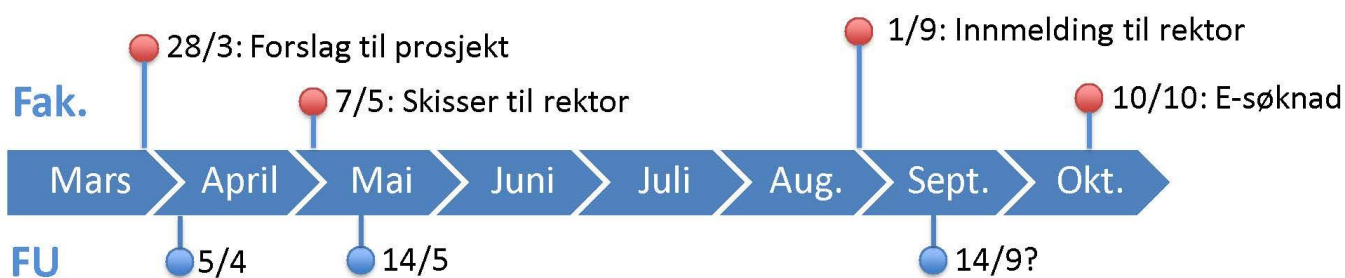 28/3: Forslag til prosjekt
1/9: Innmelding til rektor
Fak.
7/5: Skisser til rektor
10/10: E-søknad
Mars April Mai Juni Juli Aug. Sept. Okt.
FU
5/4
14/5
14/9?